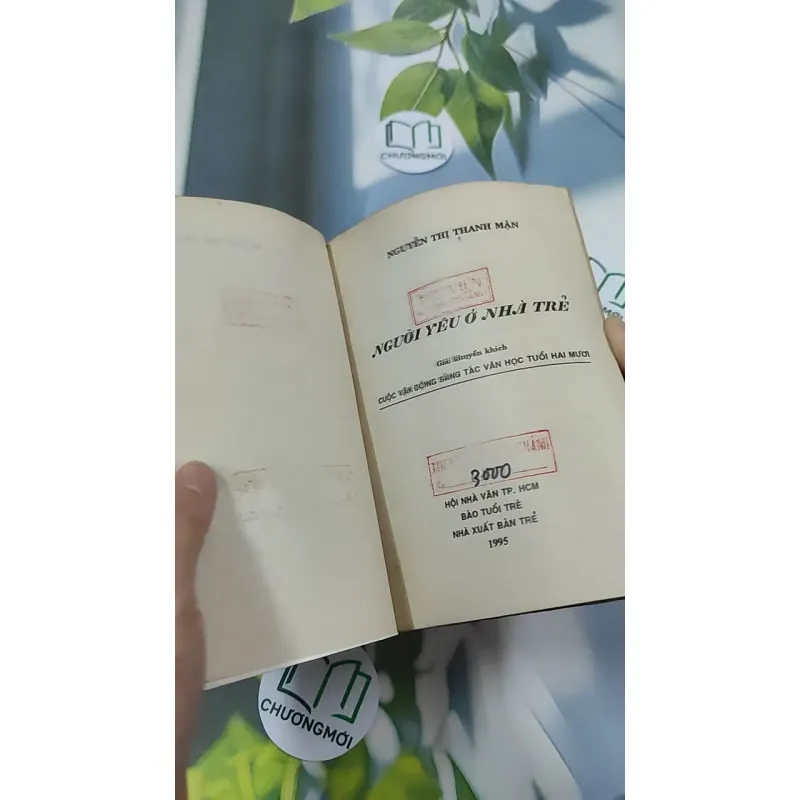 CHƯƠNGMỚI
NGUYỄN THỊ THANH MẬN
NGƯỜI YÊU Ở NHÀ TRẺ
Giải khuyến khích
CUỘC VẬN ĐỘNG SÁNG TÁC VĂN HỌC TUỔI HAI MƯƠI
3000
HỘI NHÀ VĂN TP. HCM
BÁO TUỔI TRẺ
NHÀ XUẤT BẢN TRẺ
1995
CHƯƠNGMỚI